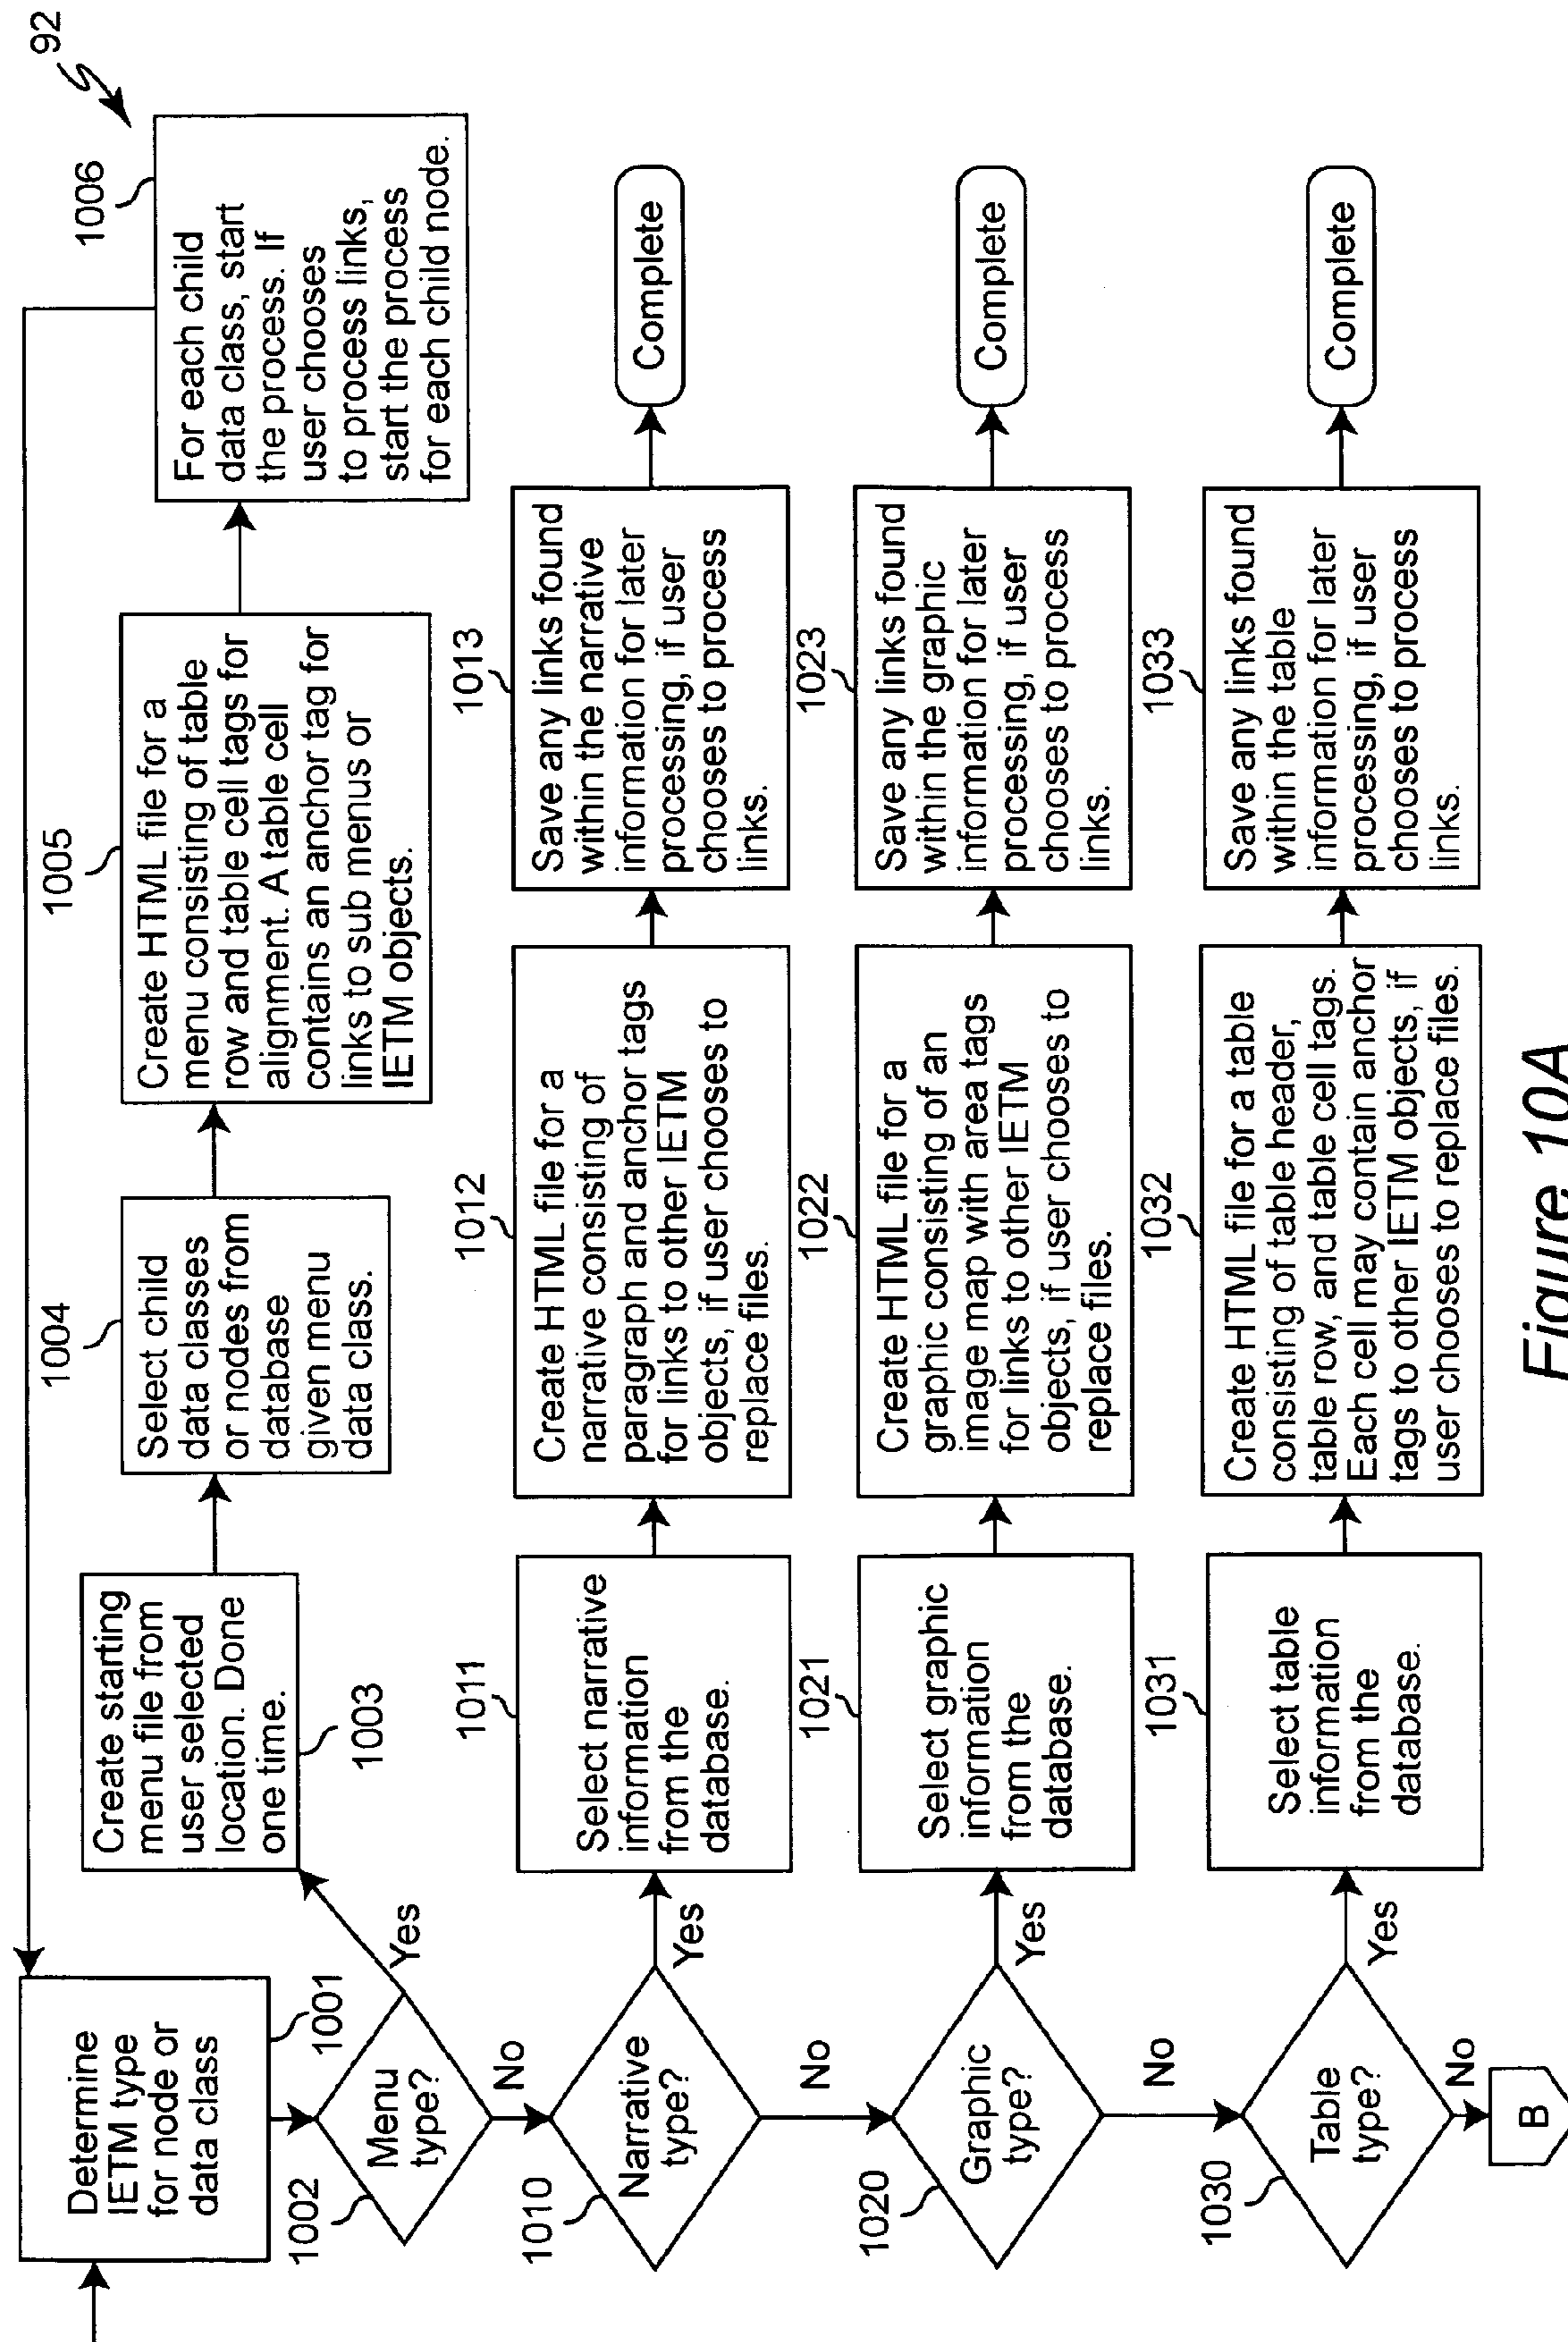 92
Determine
IETM type
for node or
data class
1001
1002
Menu
type?
Yes
No
Create starting
menu file from
user selected
location. Done
one time.
1003
1004
Select child
data classes
or nodes from
database
given menu
data class.
1005
Create HTML file for a
menu consisting of table
row and table cell tags for
alignment. A table cell
contains an anchor tag for
links to sub menus or
IETM objects.
1006
For each child
data class, start
the process. If
user chooses
to process links,
start the process
for each child node.
1010
Narrative
type?
Yes
No
1011
Select narrative
information
from the
database.
1012
Create HTML file for a
narrative consisting of
paragraph and anchor tags
for links to other IETM
objects, if user chooses to
replace files.
1013
Save any links found
within the narrative
information for later
processing, if user
chooses to process
links.
Complete
1020
Graphic
type?
Yes
No
1021
Select graphic
information
from the
database.
1022
Create HTML file for a
graphic consisting of an
image map with area tags
for links to other IETM
objects, if user chooses to
replace files.
1023
Save any links found
within the graphic
information for later
processing, if user
chooses to process
links.
Complete
1030
Table
type?
Yes
No
1031
Select table
information
from the
database.
1032
Create HTML file for a table
consisting of table header,
table row, and table cell tags.
Each cell may contain anchor
tags to other IETM objects, if
user chooses to replace files.
1033
Save any links found
within the table
information for later
processing, if user
chooses to process
links.
Complete
B
Figure 10A